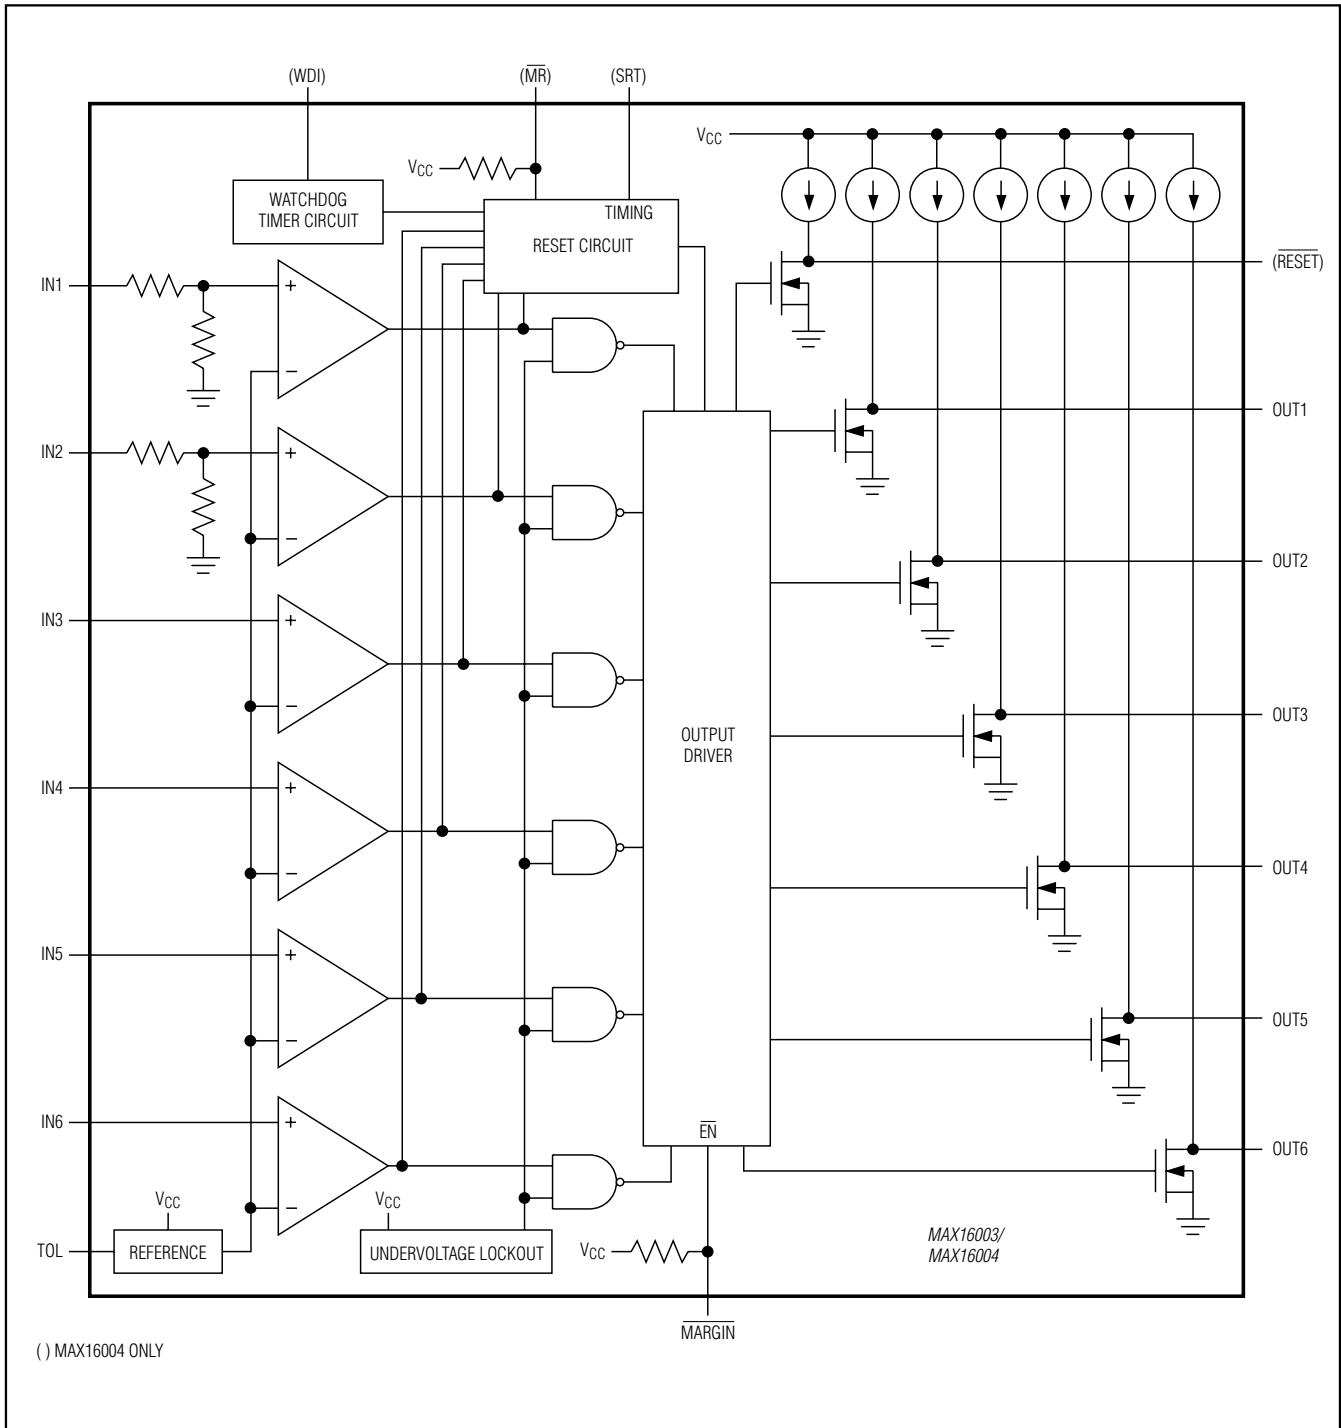 (WDI)
(MR)
(SRT)
VCC
VCC
WATCHDOG
TIMER CIRCUIT
TIMING
RESET CIRCUIT
(RESET)
IN1
+
−
OUT1
IN2
+
−
OUT2
IN3
+
−
OUT3
OUTPUT
DRIVER
IN4
+
−
OUT4
IN5
+
−
OUT5
IN6
+
−
EN
OUT6
VCC
VCC
TOL
REFERENCE
UNDERVOLTAGE LOCKOUT
VCC
MAX16003/
MAX16004
MARGIN
( ) MAX16004 ONLY